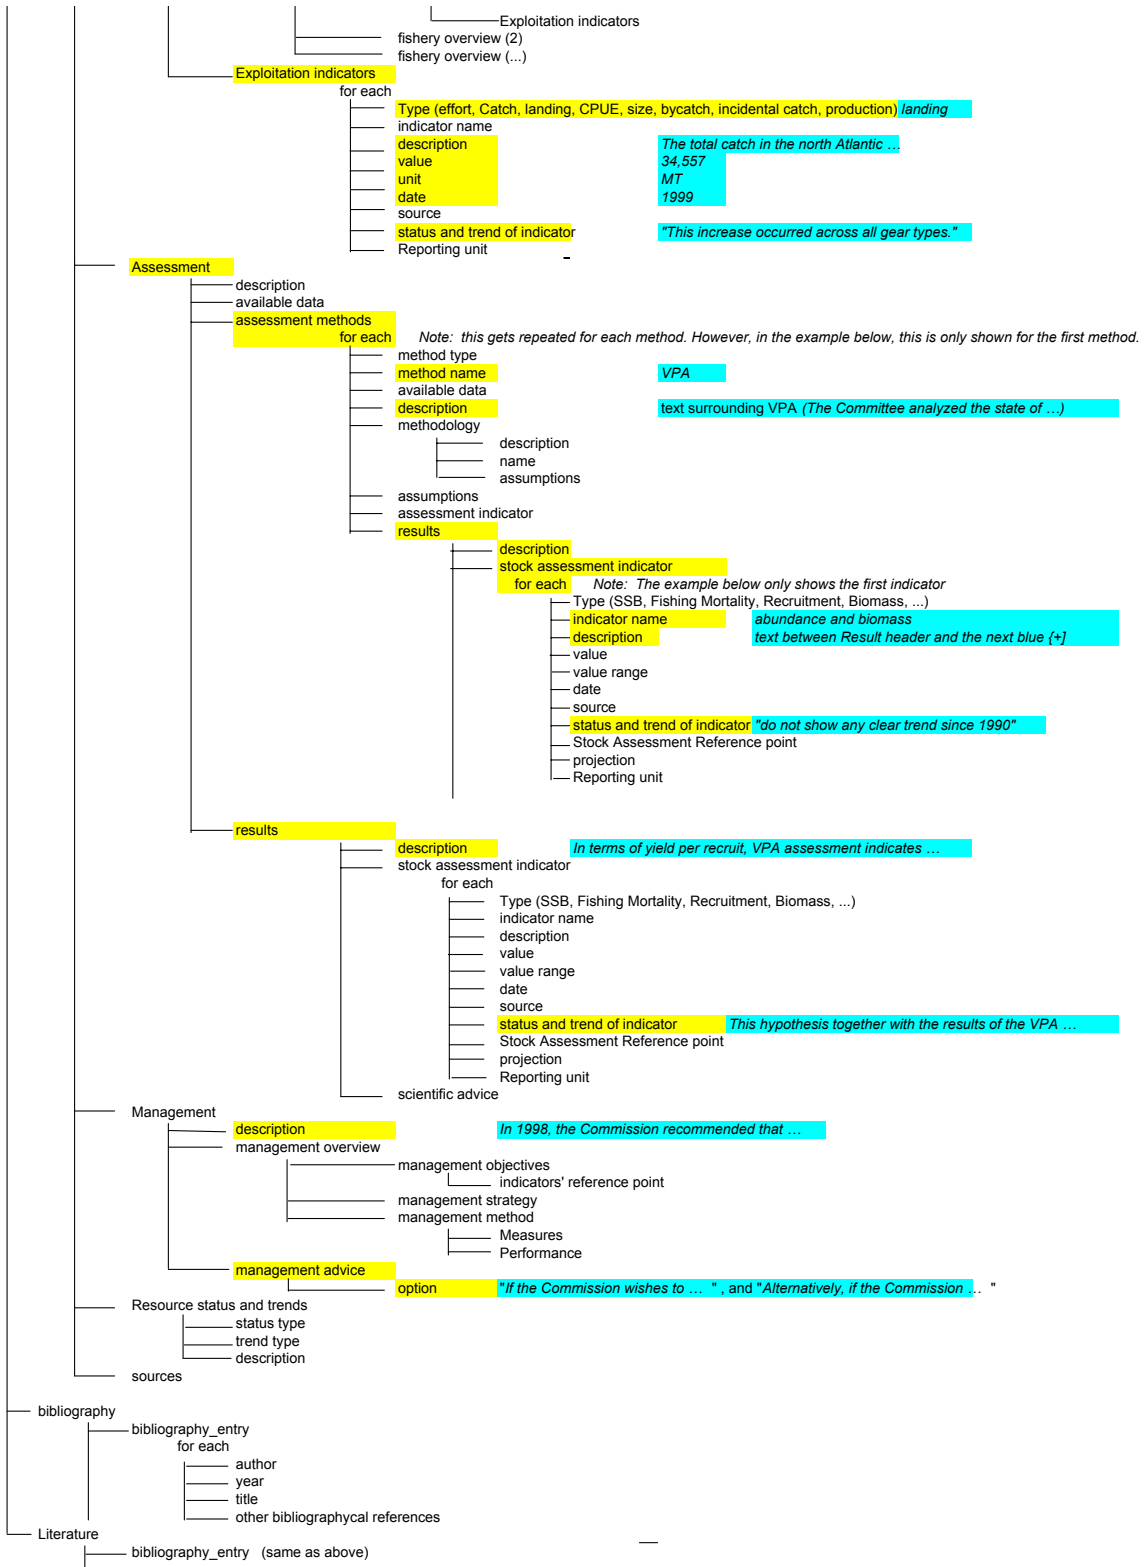 Exploitation indicators
fishery overview (2)
fishery overview (...)
Exploitation indicators
for each
Type (effort, Catch, landing, CPUE, size, bycatch, incidental catch, production) landing
indicator name
description The total catch in the north Atlantic …
value 34,557
unit MT
date 1999
source
status and trend of indicator "This increase occurred across all gear types."
Reporting unit
Assessment
description
available data
assessment methods
for each Note: this gets repeated for each method. However, in the example below, this is only shown for the first method.
method type
method name VPA
available data
description text surrounding VPA (The Committee analyzed the state of …)
methodology
description
name
assumptions
assumptions
assessment indicator
results
description
stock assessment indicator
for each Note: The example below only shows the first indicator
Type (SSB, Fishing Mortality, Recruitment, Biomass, ...)
indicator name abundance and biomass
description text between Result header and the next blue {+]
value
value range
date
source
status and trend of indicator "do not show any clear trend since 1990"
Stock Assessment Reference point
projection
Reporting unit
results
description In terms of yield per recruit, VPA assessment indicates …
stock assessment indicator
for each
Type (SSB, Fishing Mortality, Recruitment, Biomass, ...)
indicator name
description
value
value range
date
source
status and trend of indicator This hypothesis together with the results of the VPA …
Stock Assessment Reference point
projection
Reporting unit
scientific advice
Management
description In 1998, the Commission recommended that …
management overview
management objectives
indicators' reference point
management strategy
management method
Measures
Performance
management advice
option "If the Commission wishes to … " , and "Alternatively, if the Commission … "
Resource status and trends
status type
trend type
description
sources
bibliography
bibliography_entry
for each
author
year
title
other bibliographycal references
Literature
bibliography_entry (same as above)